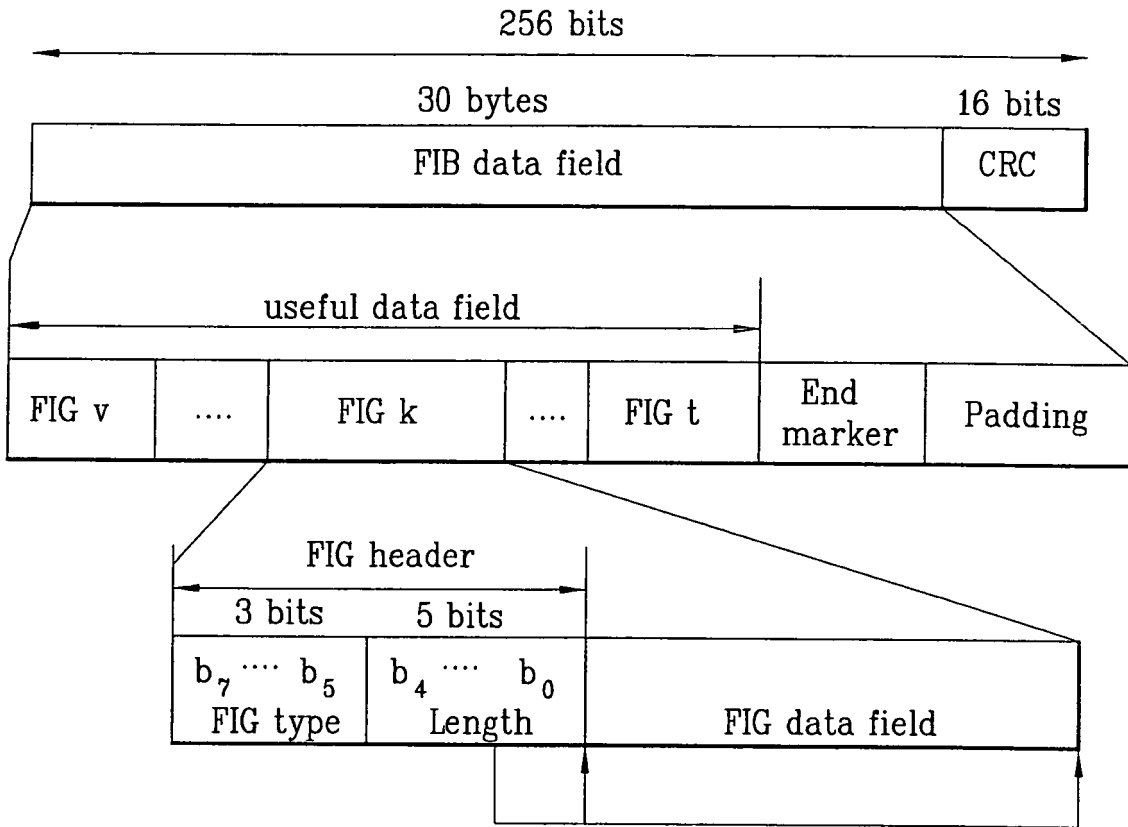 256 bits
30 bytes 16 bits
FIB data field CRC
useful data field
FIG v .... FIG k .... FIG t End marker Padding
FIG header
3 bits 5 bits
b7 .... b5 b4 .... b0
FIG type Length FIG data field